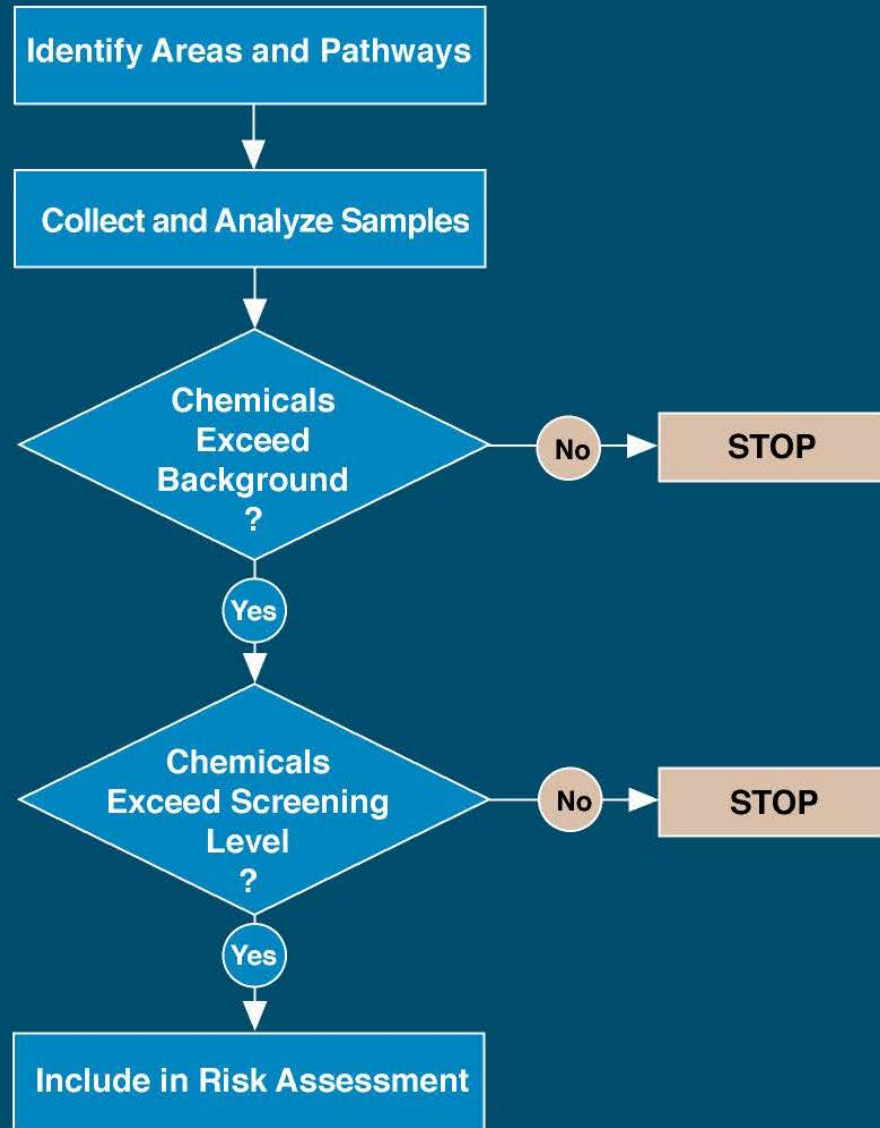 Identify Areas and Pathways
Collect and Analyze Samples
Chemicals
Exceed
Background
?
No
STOP
Yes
Chemicals
Exceed Screening
Level
?
No
STOP
Yes
Include in Risk Assessment